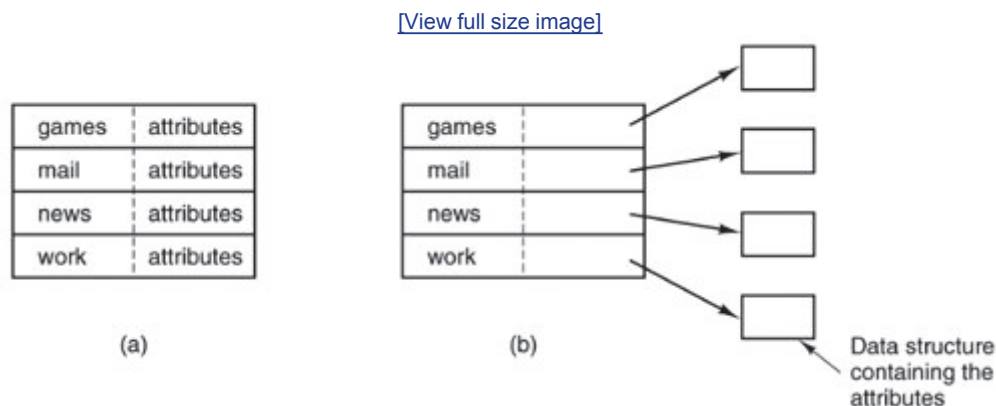 [View full size image]
games attributes
mail attributes
news attributes
work attributes
(a)
games
mail
news
work
(b)
Data structure
containing the
attributes